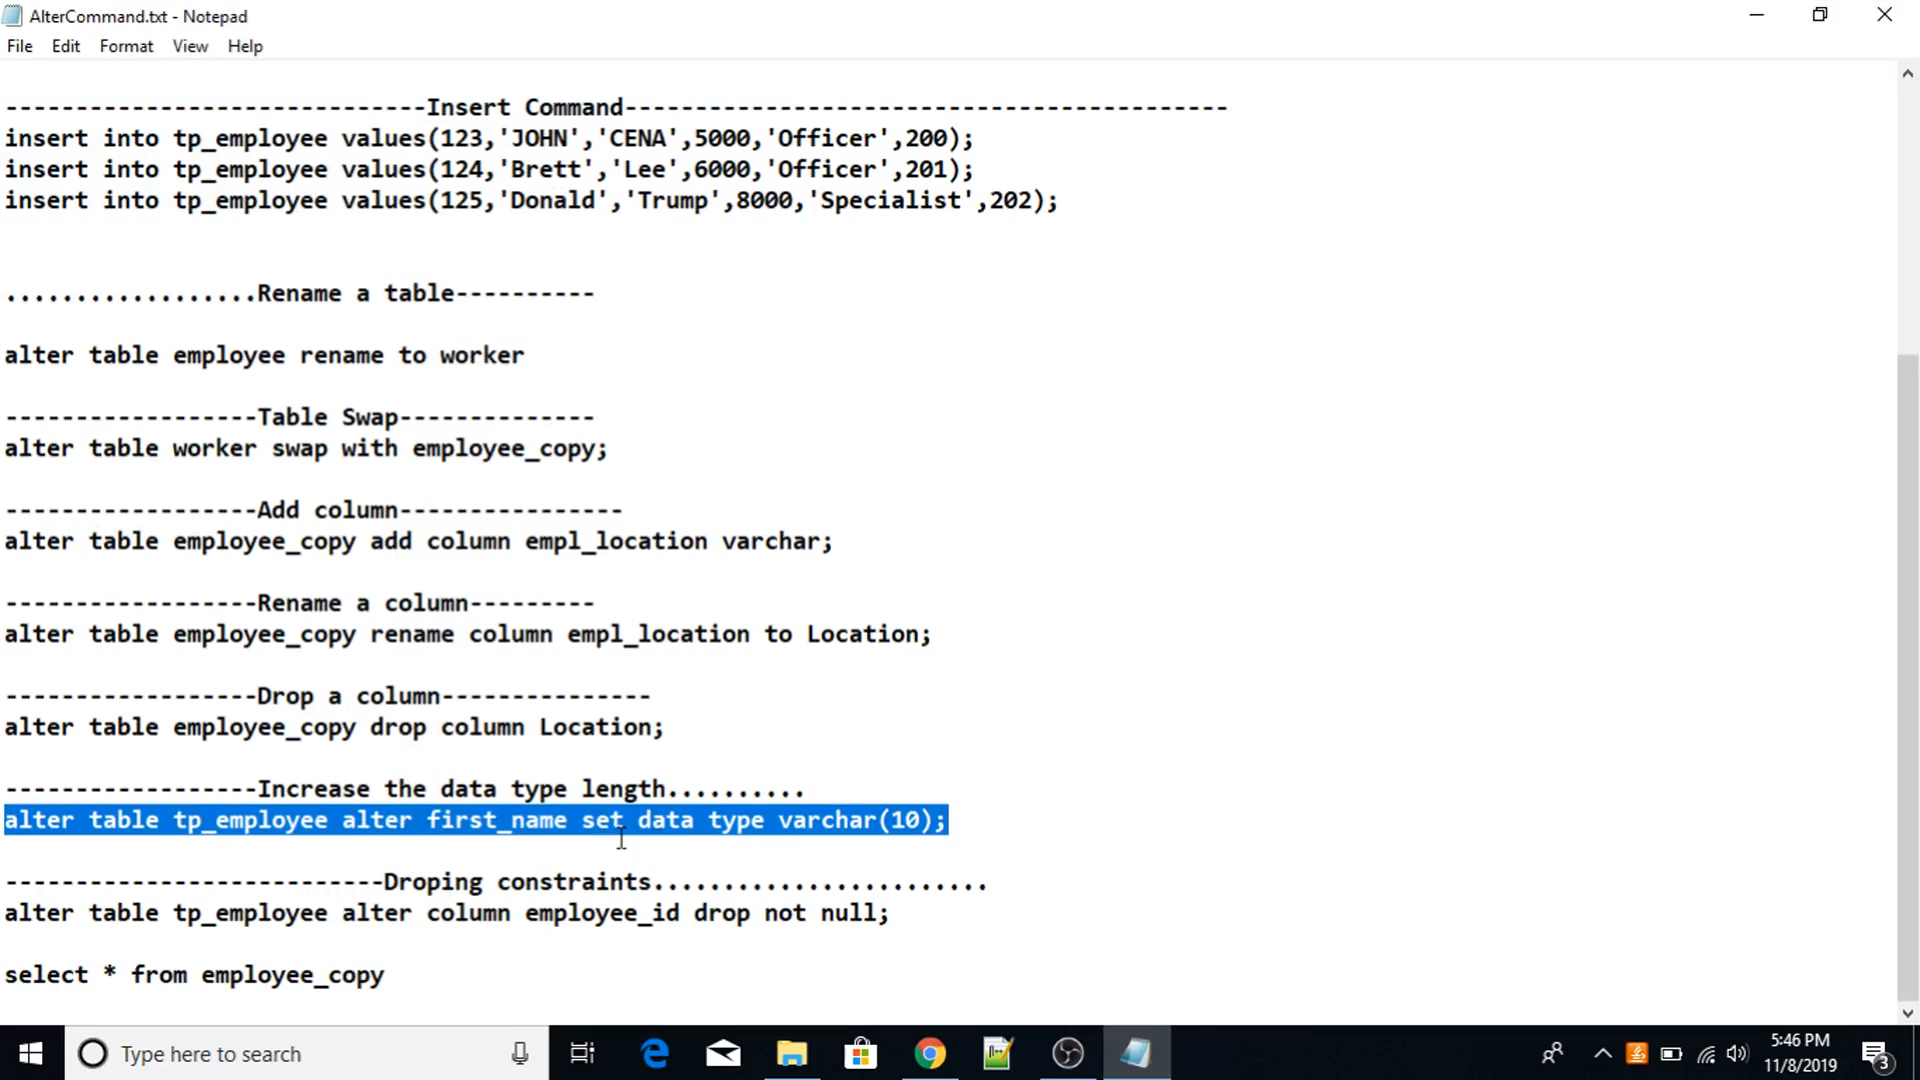 AlterCommand.txt - Notepad
File Edit Format View Help
------------------------------Insert Command-------------------------------------------
insert into tp_employee values(123,'JOHN','CENA',5000,'Officer',200);
insert into tp_employee values(124,'Brett','Lee',6000,'Officer',201);
insert into tp_employee values(125,'Donald','Trump',8000,'Specialist',202);
..................Rename a table----------
alter table employee rename to worker
------------------Table Swap--------------
alter table worker swap with employee_copy;
------------------Add column----------------
alter table employee_copy add column empl_location varchar;
------------------Rename a column---------
alter table employee_copy rename column empl_location to Location;
------------------Drop a column---------------
alter table employee_copy drop column Location;
------------------Increase the data type length..........
alter table tp_employee alter first_name set data type varchar(10);
---------------------------Droping constraints........................
alter table tp_employee alter column employee_id drop not null;
select * from employee_copy
Type here to search
5:46 PM
11/8/2019
3